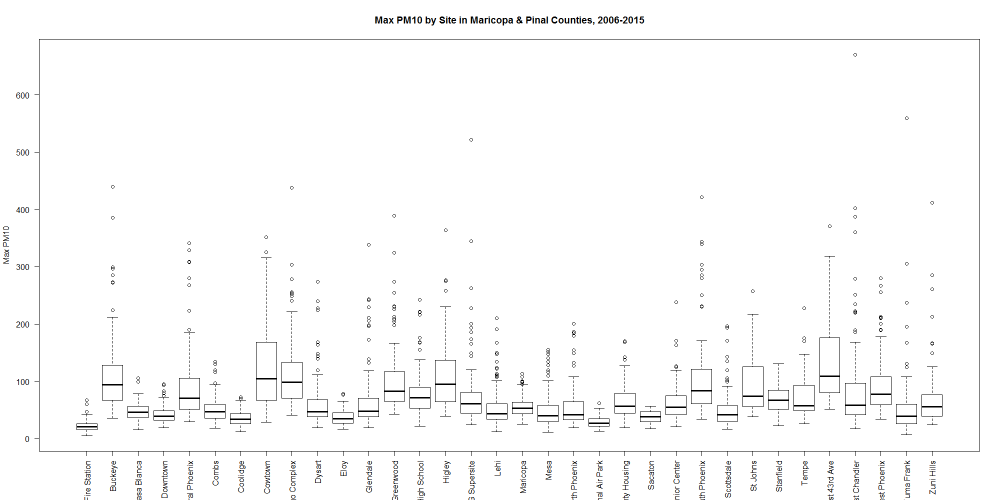 Max PM10 by Site in Maricopa & Pinal Counties, 2006-2015
Max PM10
600
500
400
300
200
100
0
Fire Station
Buckeye
asa Blanca
Downtown
ral Phoenix
Combs
Coolidge
Cowtown
go Complex
Dysart
Eloy
Glendale
Greenwood
High School
Higley
G Supersite
Lehi
Maricopa
Mesa
rth Phoenix
nal Air Park
nty Housing
Sacaton
nior Center
uth Phoenix
Scottsdale
St Johns
Stanfield
Tempe
st 43rd Ave
st Chandler
est Phoenix
Yuma Frank
Zuni Hills